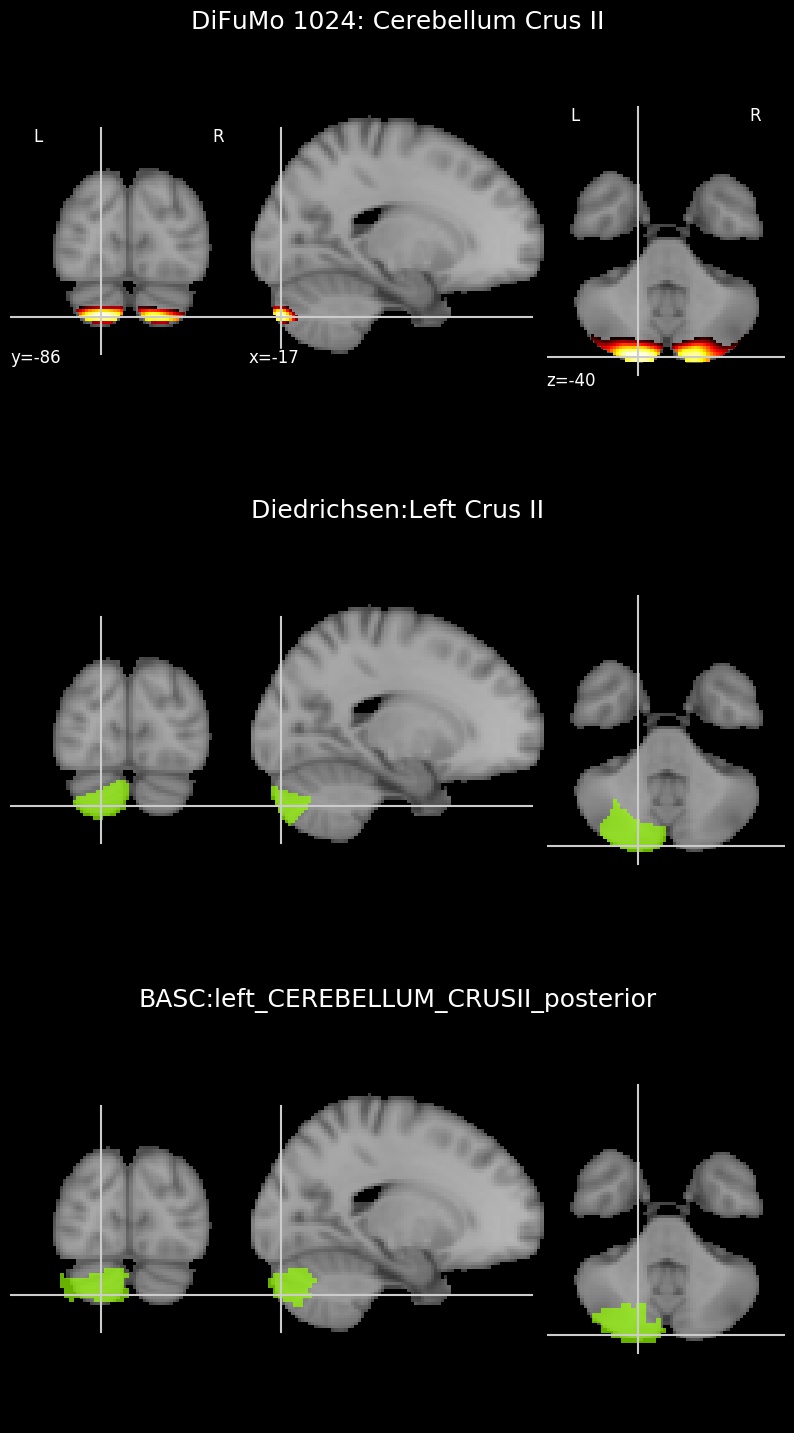 DiFuMo 1024: Cerebellum Crus II
L
R
L
R
y=-86
x=-17
z=-40
Diedrichsen:Left Crus II
BASC:left_CEREBELLUM_CRUSII_posterior